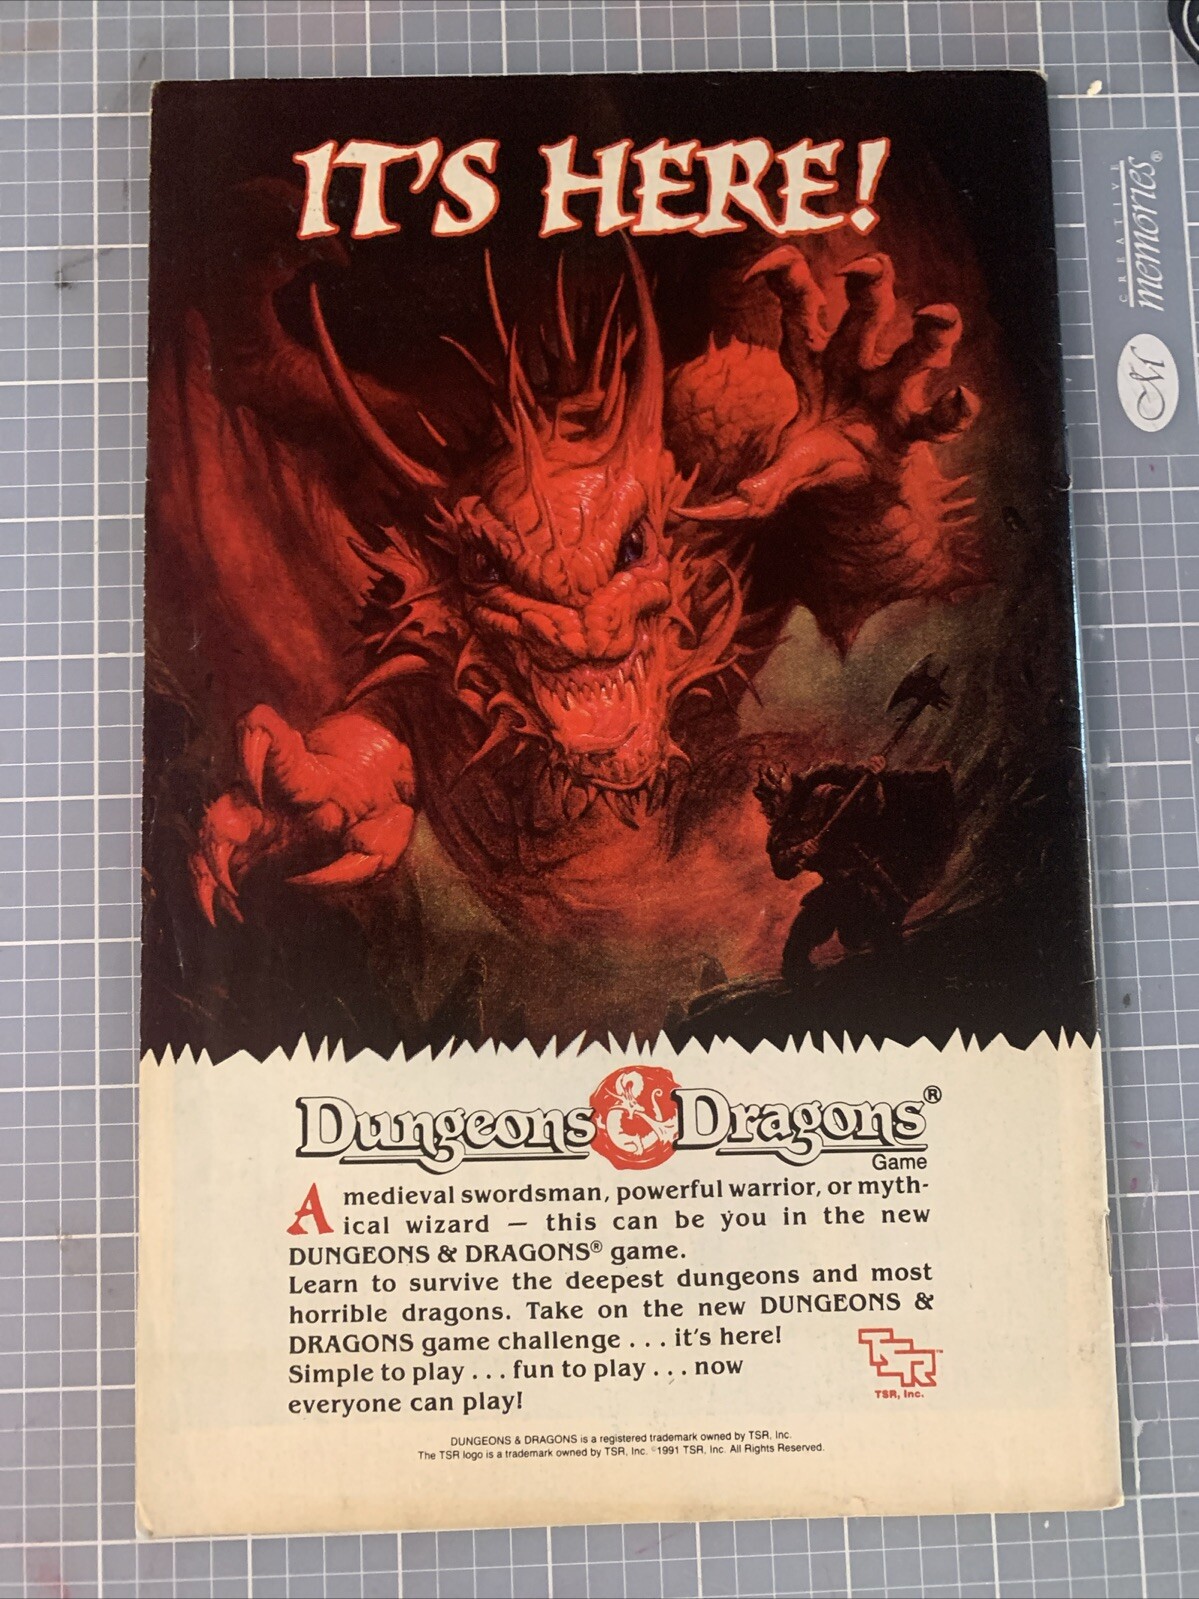 IT'S HERE!
CREATIVE
memories®
M
Dungeons & Dragons®
Game
A medieval swordsman, powerful warrior, or myth-
ical wizard — this can be you in the new
DUNGEONS & DRAGONS® game.
Learn to survive the deepest dungeons and most
horrible dragons. Take on the new DUNGEONS &
DRAGONS game challenge . . . it's here!
Simple to play . . . fun to play . . . now
everyone can play!
TSR™
TSR, Inc.
DUNGEONS & DRAGONS is a registered trademark owned by TSR, Inc.
The TSR logo is a trademark owned by TSR, Inc. ©1991 TSR, Inc. All Rights Reserved.